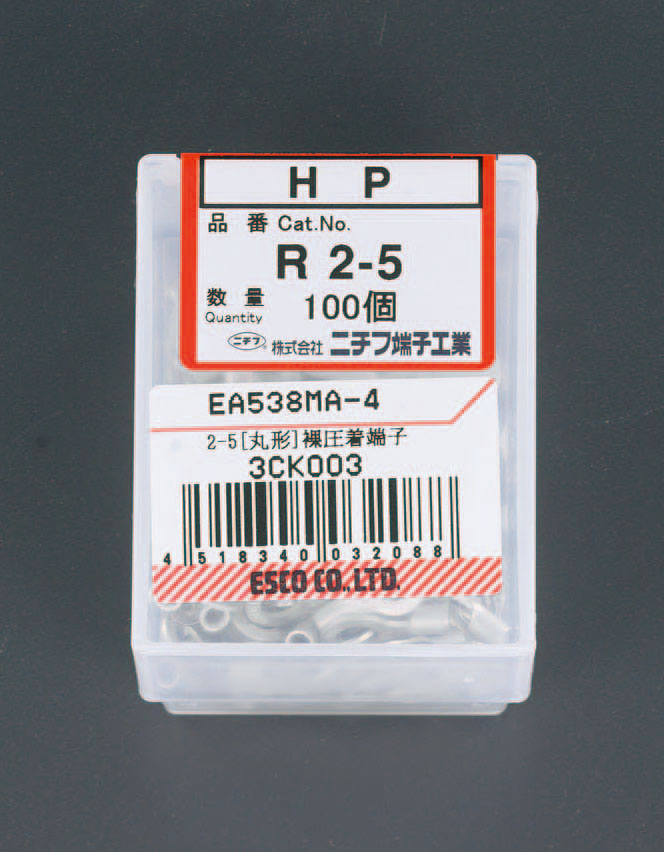 H P
品 番 Cat.No.
R 2-5
数 量 100個
Quantity
ニチフ 株式会社 ニチフ端子工業
EA538MA-4
2-5[丸形]裸圧着端子
3CK003
4 518340 032088
ESCO CO.,LTD.